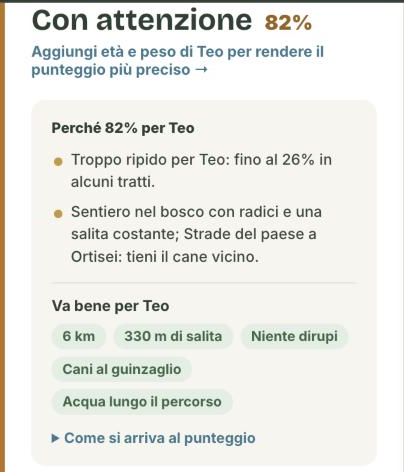 Con attenzione 82%
Aggiungi età e peso di Teo per rendere il
punteggio più preciso →
Perché 82% per Teo
Troppo ripido per Teo: fino al 26% in
alcuni tratti.
Sentiero nel bosco con radici e una
salita costante; Strade del paese a
Ortisei: tieni il cane vicino.
Va bene per Teo
6 km 330 m di salita Niente dirupi
Cani al guinzaglio
Acqua lungo il percorso
▶ Come si arriva al punteggio